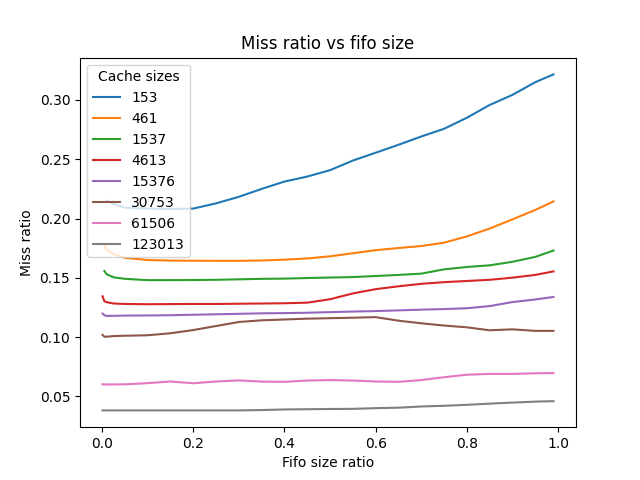 Miss ratio vs fifo size
Cache sizes
153
461
1537
4613
15376
30753
61506
123013
Miss ratio
0.30
0.25
0.20
0.15
0.10
0.05
0.0 0.2 0.4 0.6 0.8 1.0
Fifo size ratio